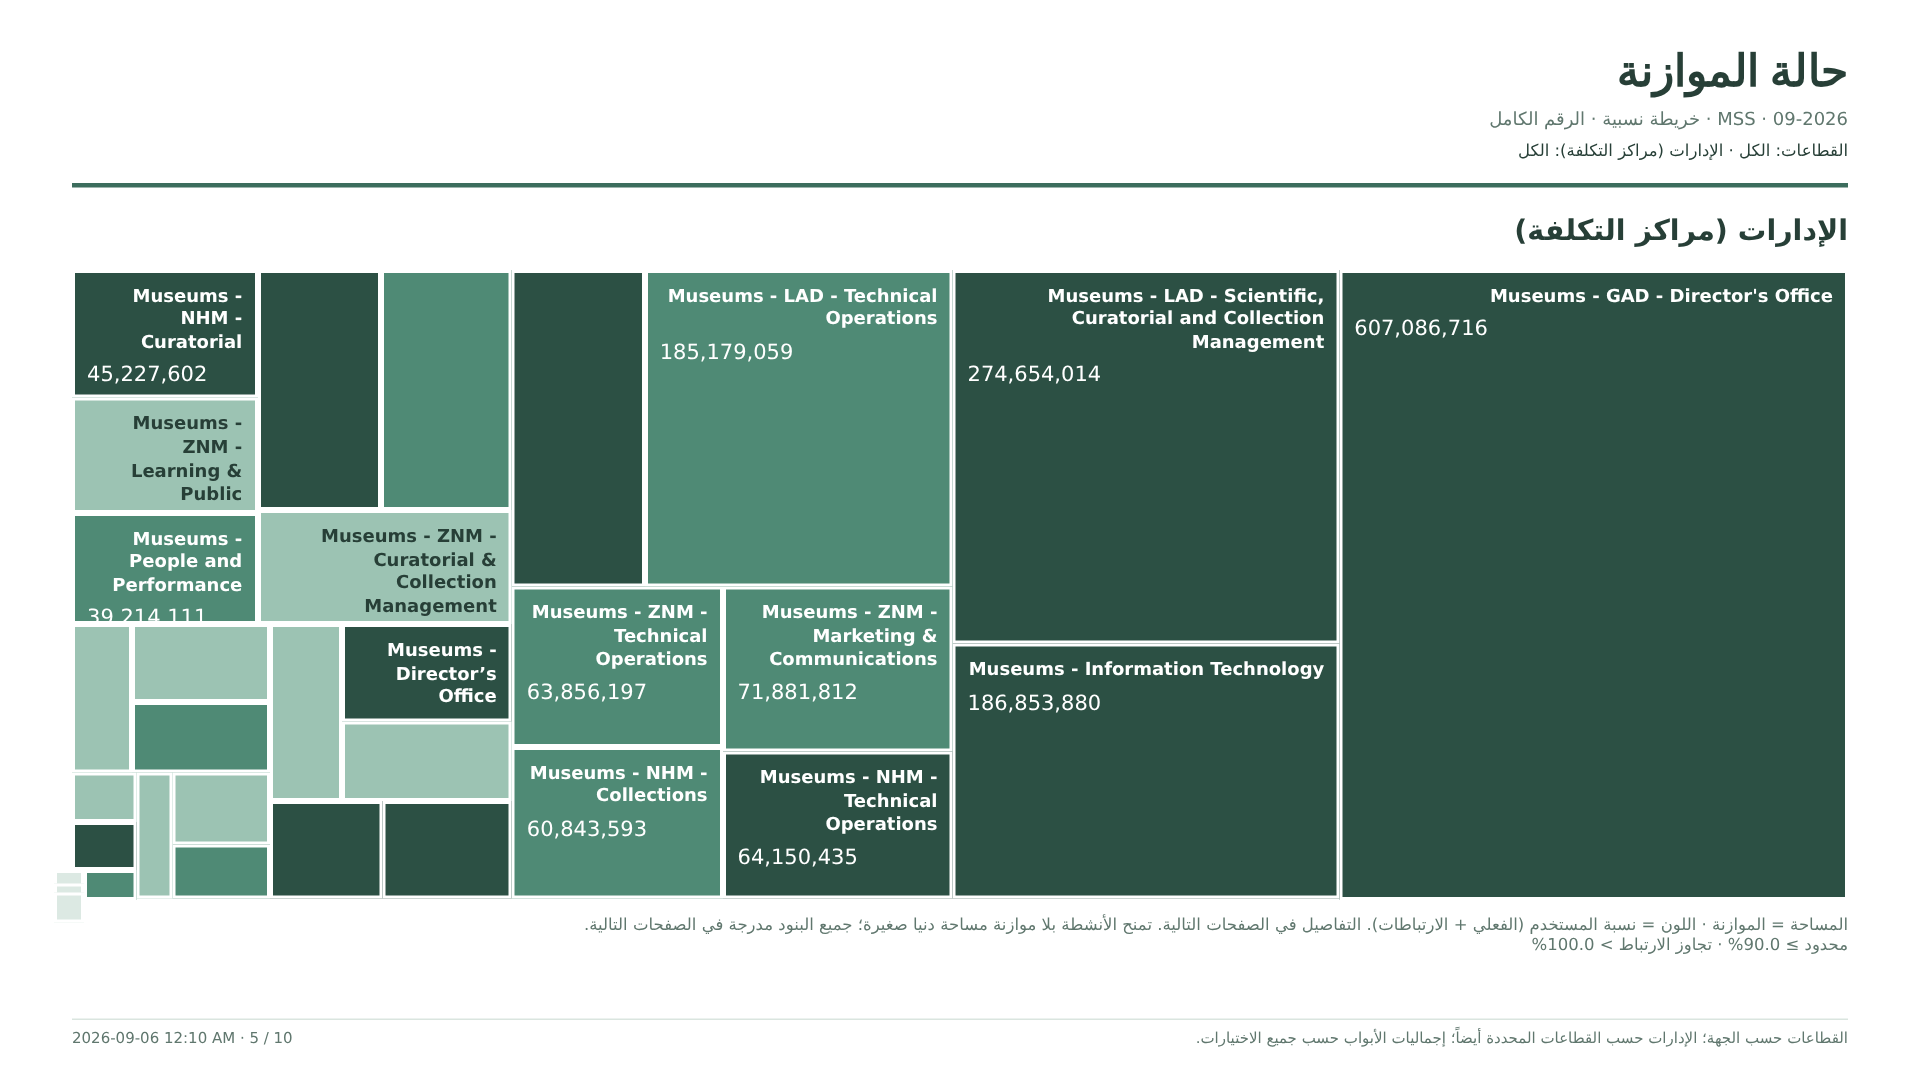 حالة الموازنة
MSS · 09-2026 · خريطة نسبية · الرقم الكامل
القطاعات: الكل · الإدارات (مراكز التكلفة): الكل
الإدارات (مراكز التكلفة)
Museums - GAD - Director's Office
607,086,716
Museums - LAD - Scientific,
Curatorial and Collection
Management
274,654,014
Museums - Information Technology
186,853,880
Museums - LAD - Technical
Operations
185,179,059
Museums - ZNM -
Marketing &
Communications
71,881,812
Museums - NHM -
Technical
Operations
64,150,435
Museums - ZNM -
Technical
Operations
63,856,197
Museums - NHM -
Collections
60,843,593
Museums - ZNM -
Curatorial &
Collection
Management
Museums -
Director’s
Office
Museums -
NHM -
Curatorial
45,227,602
Museums -
ZNM -
Learning &
Public
Museums -
People and
Performance
39,214,111
المساحة = الموازنة · اللون = نسبة المستخدم (الفعلي + الارتباطات). التفاصيل في الصفحات التالية. تمنح الأنشطة بلا موازنة مساحة دنيا صغيرة؛ جميع البنود مدرجة في الصفحات التالية.
محدود ≥ 90.0% · تجاوز الارتباط > 100.0%
القطاعات حسب الجهة؛ الإدارات حسب القطاعات المحددة أيضاً؛ إجماليات الأبواب حسب جميع الاختيارات.
2026-09-06 12:10 AM · 5 / 10